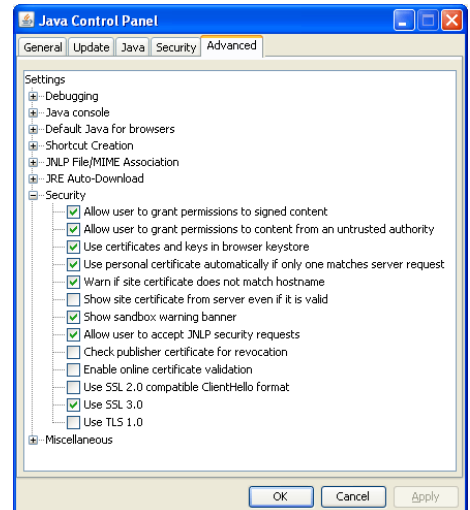 Java Control Panel
General Update Java Security Advanced
Settings
Debugging
Java console
Default Java for browsers
Shortcut Creation
JNLP File/MIME Association
JRE Auto-Download
Security
Allow user to grant permissions to signed content
Allow user to grant permissions to content from an untrusted authority
Use certificates and keys in browser keystore
Use personal certificate automatically if only one matches server request
Warn if site certificate does not match hostname
Show site certificate from server even if it is valid
Show sandbox warning banner
Allow user to accept JNLP security requests
Check publisher certificate for revocation
Enable online certificate validation
Use SSL 2.0 compatible ClientHello format
Use SSL 3.0
Use TLS 1.0
Miscellaneous
OK Cancel Apply